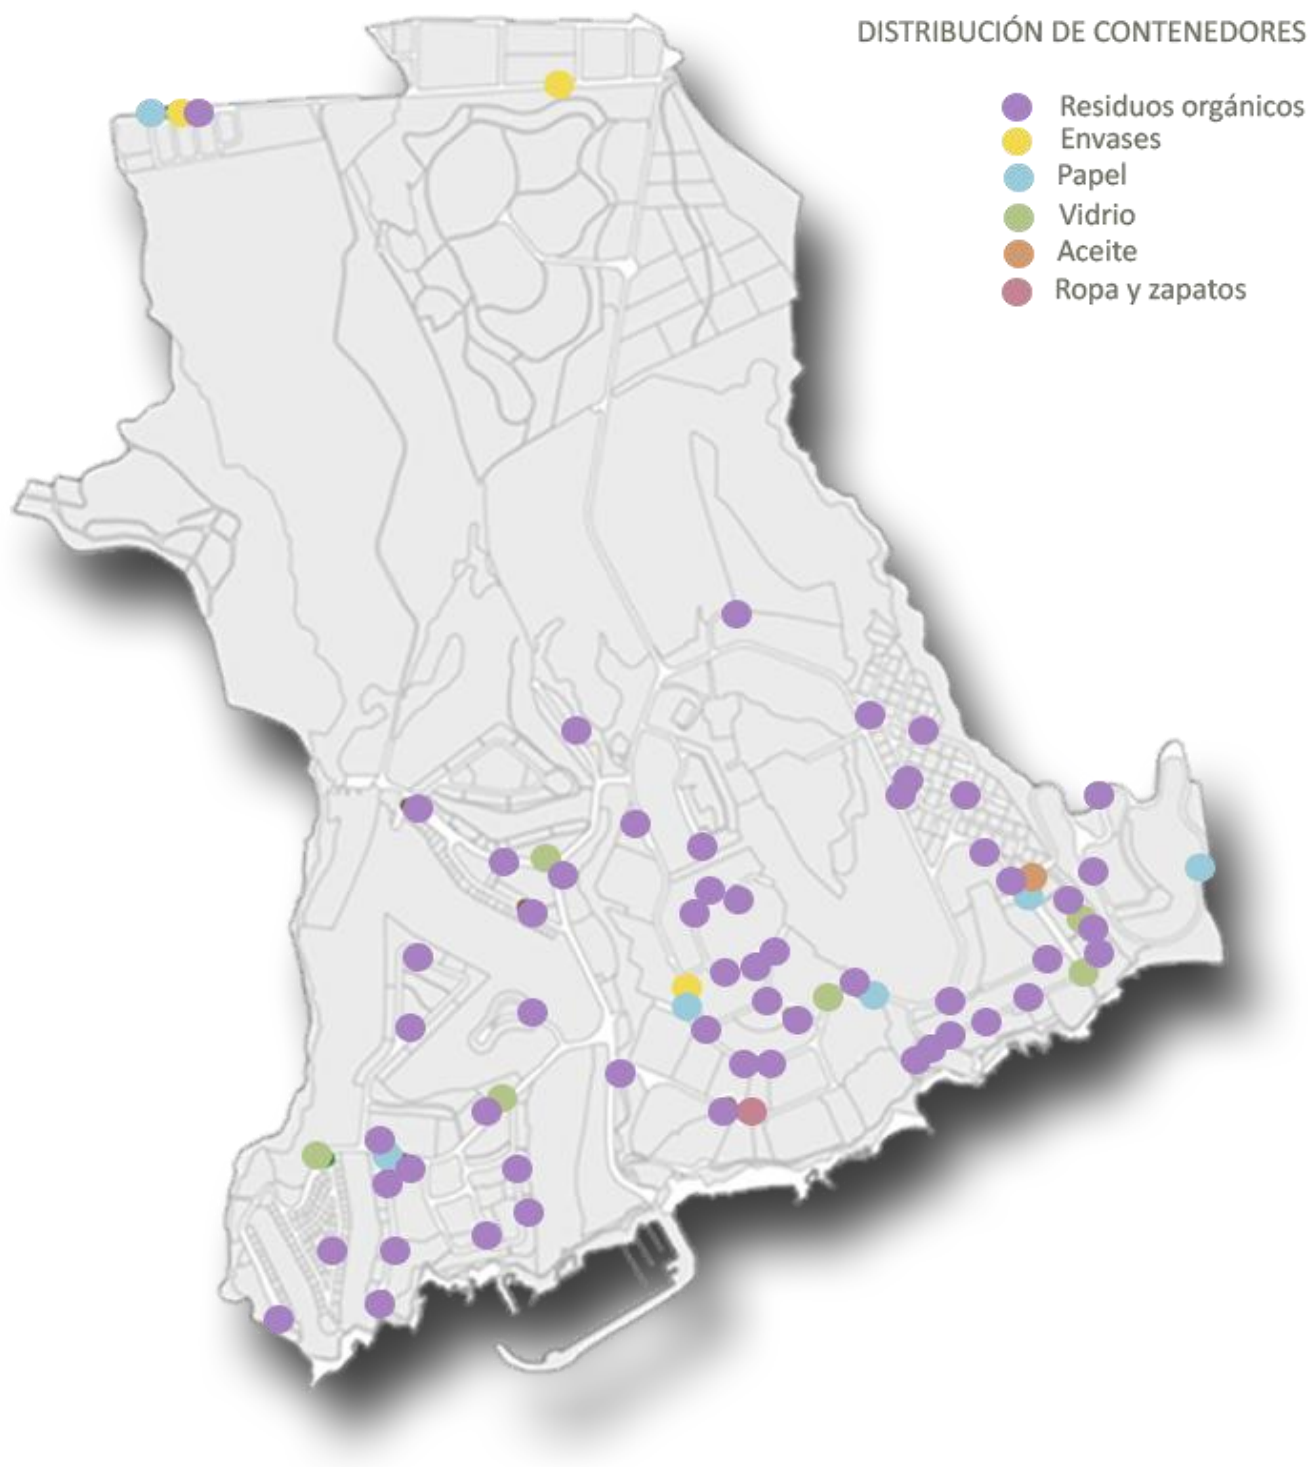 DISTRIBUCIÓN DE CONTENEDORES
Residuos orgánicos
Envases
Papel
Vidrio
Aceite
Ropa y zapatos